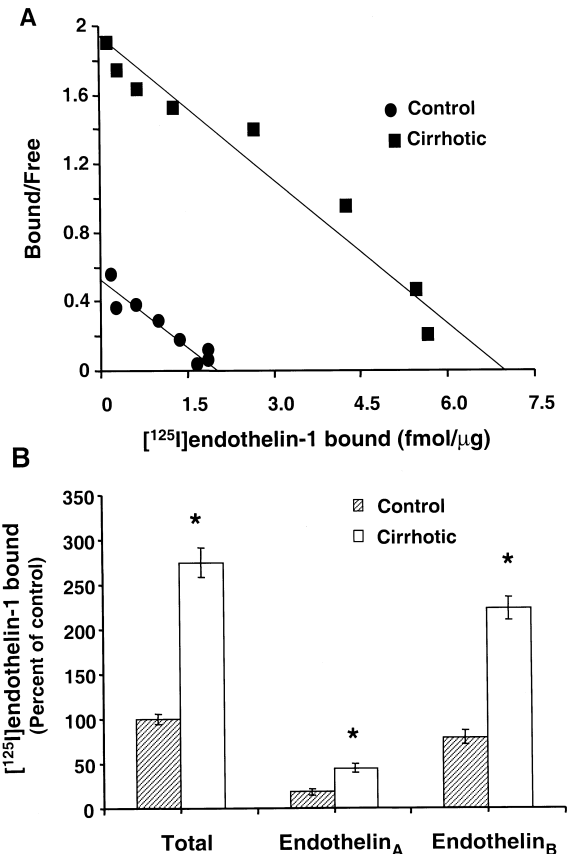 A
2
1.6
1.2
0.8
0.4
0
Bound/Free
Control
Cirrhotic
0 1.5 3.0 4.5 6.0 7.5
[¹²⁵I]endothelin-1 bound (fmol/μg)
B
350
300
250
200
150
100
50
0
[¹²⁵I]endothelin-1 bound
(Percent of control)
Control
Cirrhotic
*
*
*
Total Endothelin_A Endothelin_B